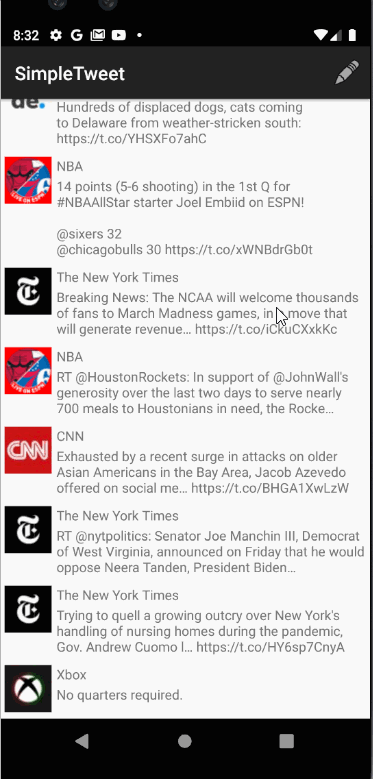 8:32 G
SimpleTweet
de.
Hundreds of displaced dogs, cats coming
to Delaware from weather-stricken south:
https://t.co/YHSXFo7ahC
NBA
14 points (5-6 shooting) in the 1st Q for
#NBAAllStar starter Joel Embiid on ESPN!
@sixers 32
@chicagobulls 30 https://t.co/xWNBdrGb0t
The New York Times
Breaking News: The NCAA will welcome thousands
of fans to March Madness games, in a move that
will generate revenue… https://t.co/iCkuCXxkKc
NBA
RT @HoustonRockets: In support of @JohnWall's
generosity over the last two days to serve nearly
700 meals to Houstonians in need, the Rocke…
CNN
CNN
Exhausted by a recent surge in attacks on older
Asian Americans in the Bay Area, Jacob Azevedo
offered on social me… https://t.co/BHGA1XwLzW
The New York Times
RT @nytpolitics: Senator Joe Manchin III, Democrat
of West Virginia, announced on Friday that he would
oppose Neera Tanden, President Biden…
The New York Times
Trying to quell a growing outcry over New York's
handling of nursing homes during the pandemic,
Gov. Andrew Cuomo l… https://t.co/HY6sp7CnyA
Xbox
No quarters required.